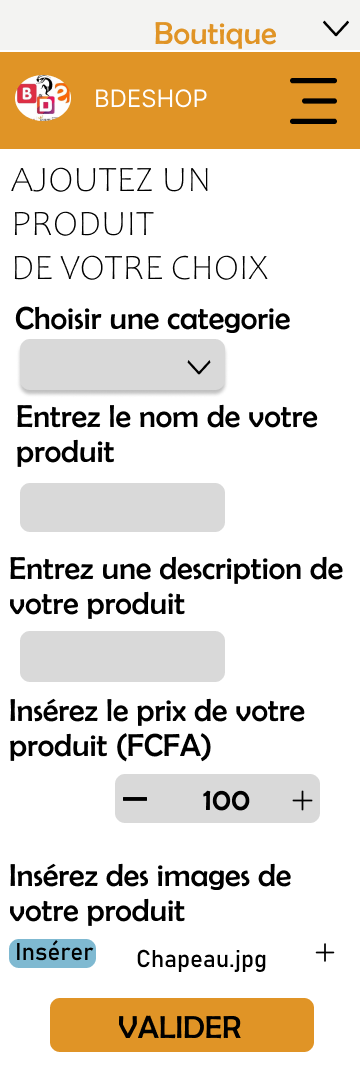 Boutique
BDE
BDESHOP
AJOUTEZ UN
PRODUIT
DE VOTRE CHOIX
Choisir une categorie
Entrez le nom de votre
produit
Entrez une description de
votre produit
Insérez le prix de votre
produit (FCFA)
− 100 +
Insérez des images de
votre produit
Insérer Chapeau.jpg +
VALIDER